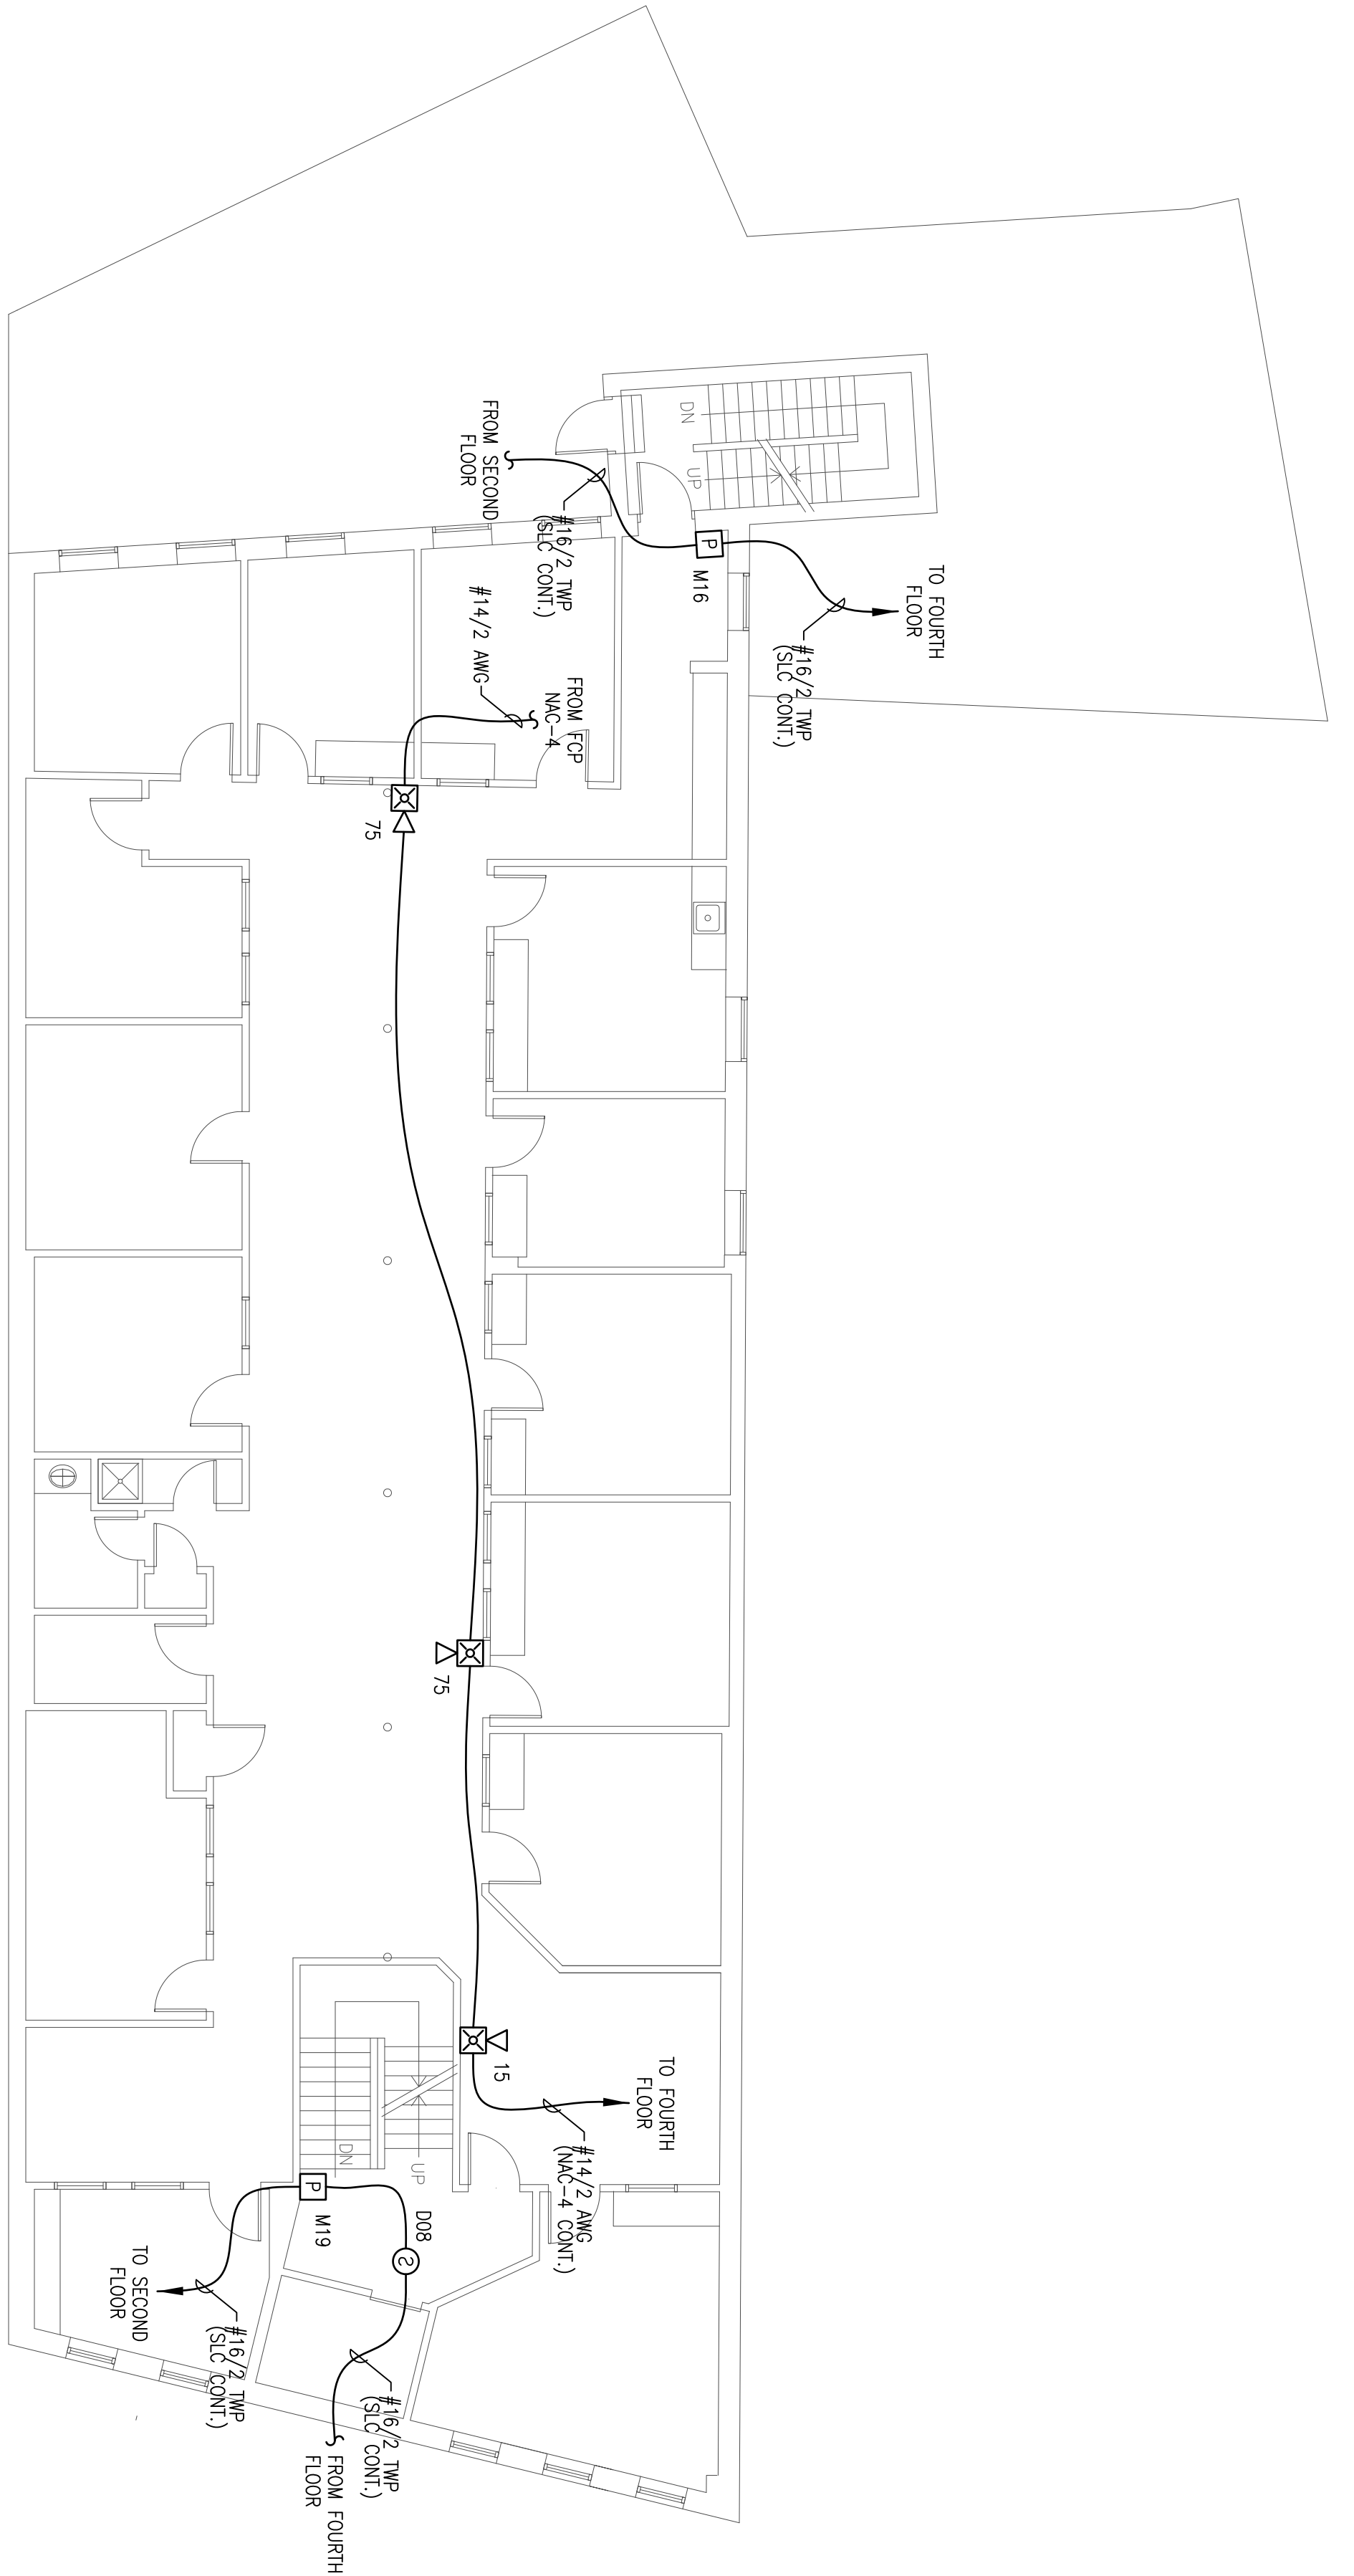 DN
UP
FROM SECOND
FLOOR
#16/2 TWP
(SLC CONT.)
P
M16
TO FOURTH
FLOOR
#16/2 TWP
(SLC CONT.)
#14/2 AWG
FROM FCP
NAC-4
75
75
15
TO FOURTH
FLOOR
#14/2 AWG
(NAC-4 CONT.)
DN
UP
P
M19
D08
2
TO SECOND
FLOOR
#16/2 TWP
(SLC CONT.)
#16/2 TWP
(SLC CONT.)
FROM FOURTH
FLOOR